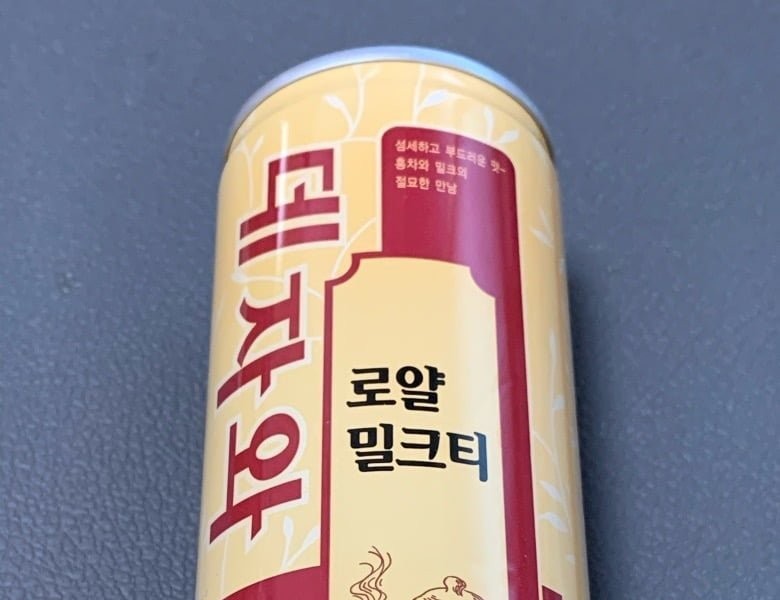 데자와
섬세하고 부드러운 맛~
홍차와 밀크의
절묘한 만남
로얄
밀크티